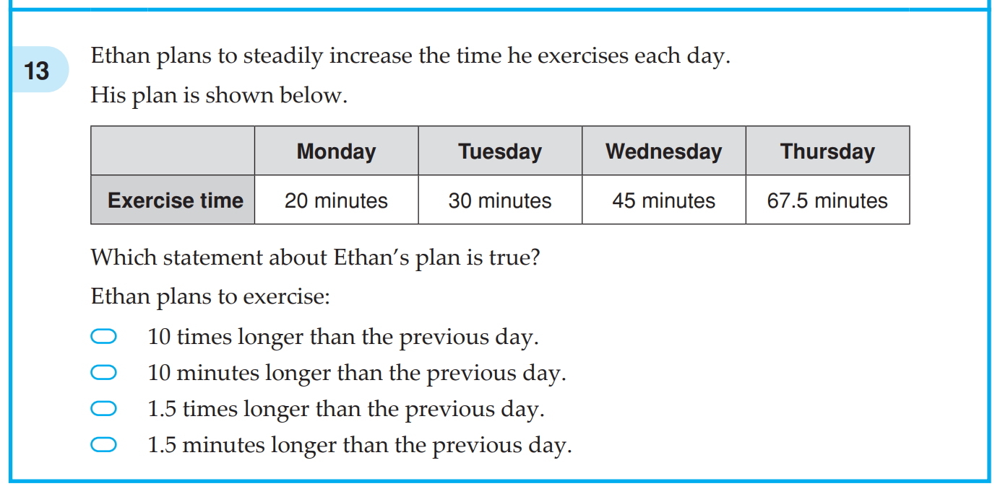 13
Ethan plans to steadily increase the time he exercises each day.
His plan is shown below.
Monday Tuesday Wednesday Thursday
Exercise time 20 minutes 30 minutes 45 minutes 67.5 minutes
Which statement about Ethan’s plan is true?
Ethan plans to exercise:
10 times longer than the previous day.
10 minutes longer than the previous day.
1.5 times longer than the previous day.
1.5 minutes longer than the previous day.